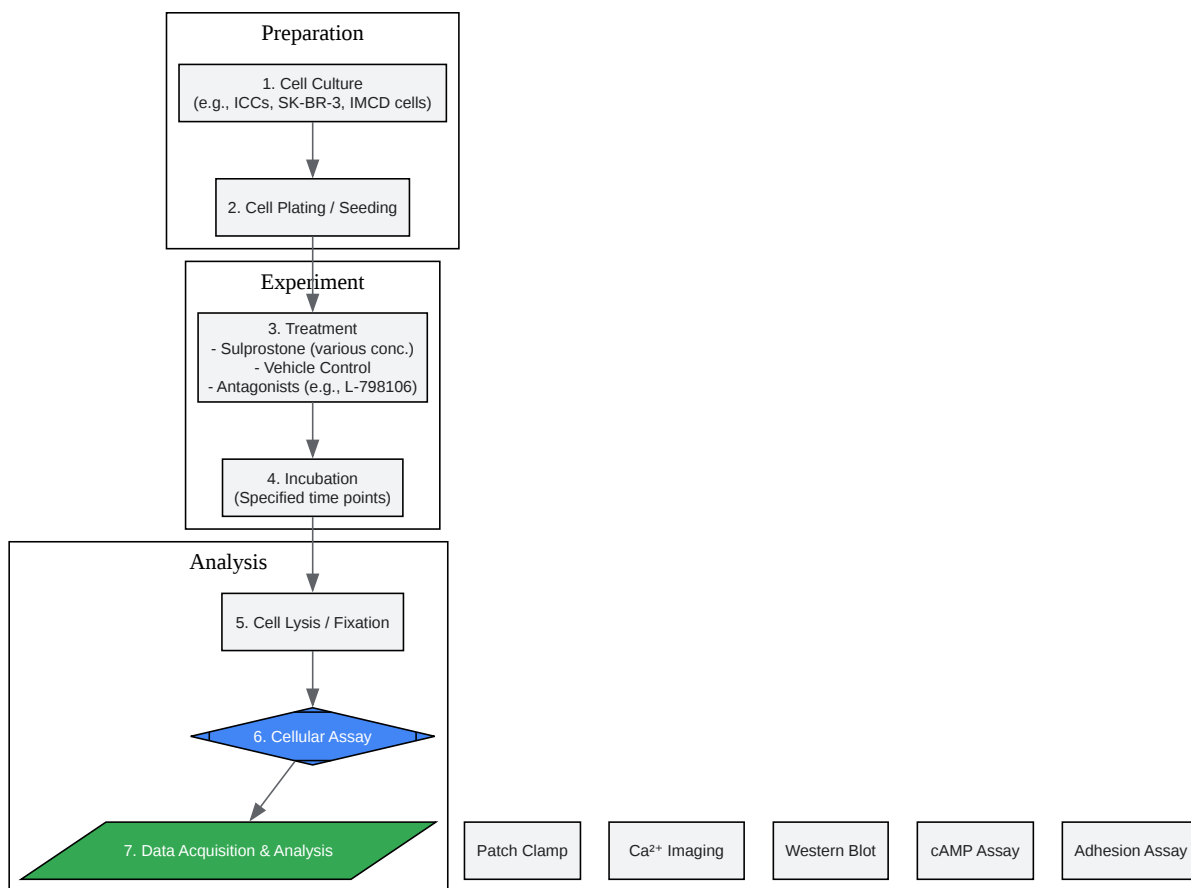 Preparation
1. Cell Culture
(e.g., ICCs, SK-BR-3, IMCD cells)
2. Cell Plating / Seeding
Experiment
3. Treatment
- Sulprostone (various conc.)
- Vehicle Control
- Antagonists (e.g., L-798106)
4. Incubation
(Specified time points)
Analysis
5. Cell Lysis / Fixation
6. Cellular Assay
7. Data Acquisition & Analysis
Patch Clamp
Ca²⁺ Imaging
Western Blot
cAMP Assay
Adhesion Assay